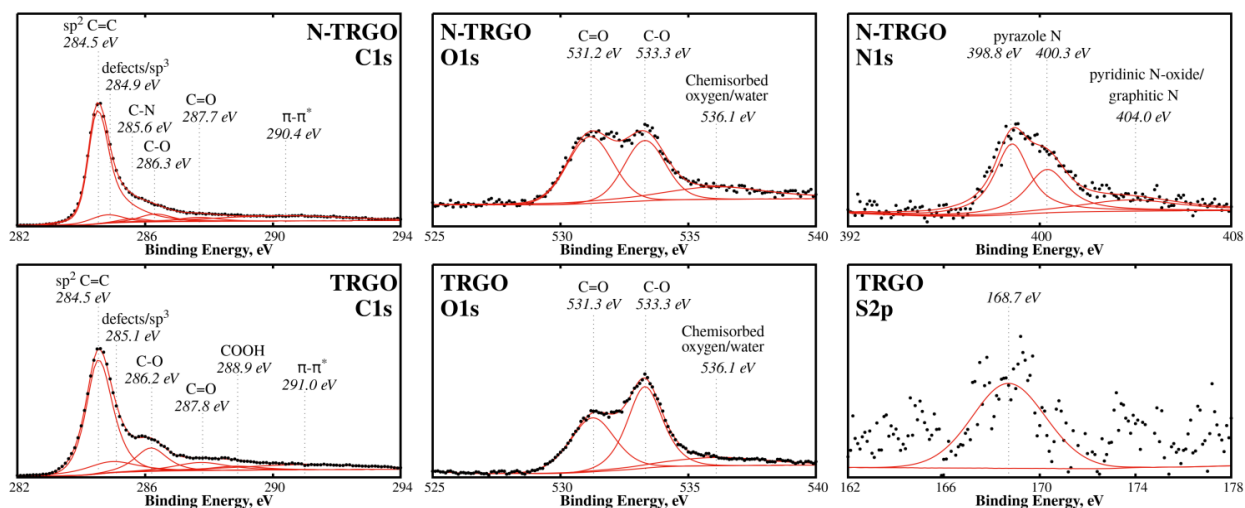 N-TRGO
C1s
sp² C=C
284.5 eV
defects/sp³
284.9 eV
C-N
285.6 eV
C-O
286.3 eV
C=O
287.7 eV
π-π*
290.4 eV
282 286 290 294
Binding Energy, eV
N-TRGO
O1s
C=O
531.2 eV
C-O
533.3 eV
Chemisorbed
oxygen/water
536.1 eV
525 530 535 540
Binding Energy, eV
N-TRGO
N1s
pyrazole N
398.8 eV 400.3 eV
pyridinic N-oxide/
graphitic N
404.0 eV
392 396 400 404 408
Binding Energy, eV
TRGO
C1s
sp² C=C
284.5 eV
defects/sp³
285.1 eV
C-O
286.2 eV
C=O
287.8 eV
COOH
288.9 eV
π-π*
291.0 eV
282 286 290 294
Binding Energy, eV
TRGO
O1s
C=O
531.3 eV
C-O
533.3 eV
Chemisorbed
oxygen/water
536.1 eV
525 530 535 540
Binding Energy, eV
TRGO
S2p
168.7 eV
162 166 170 174 178
Binding Energy, eV